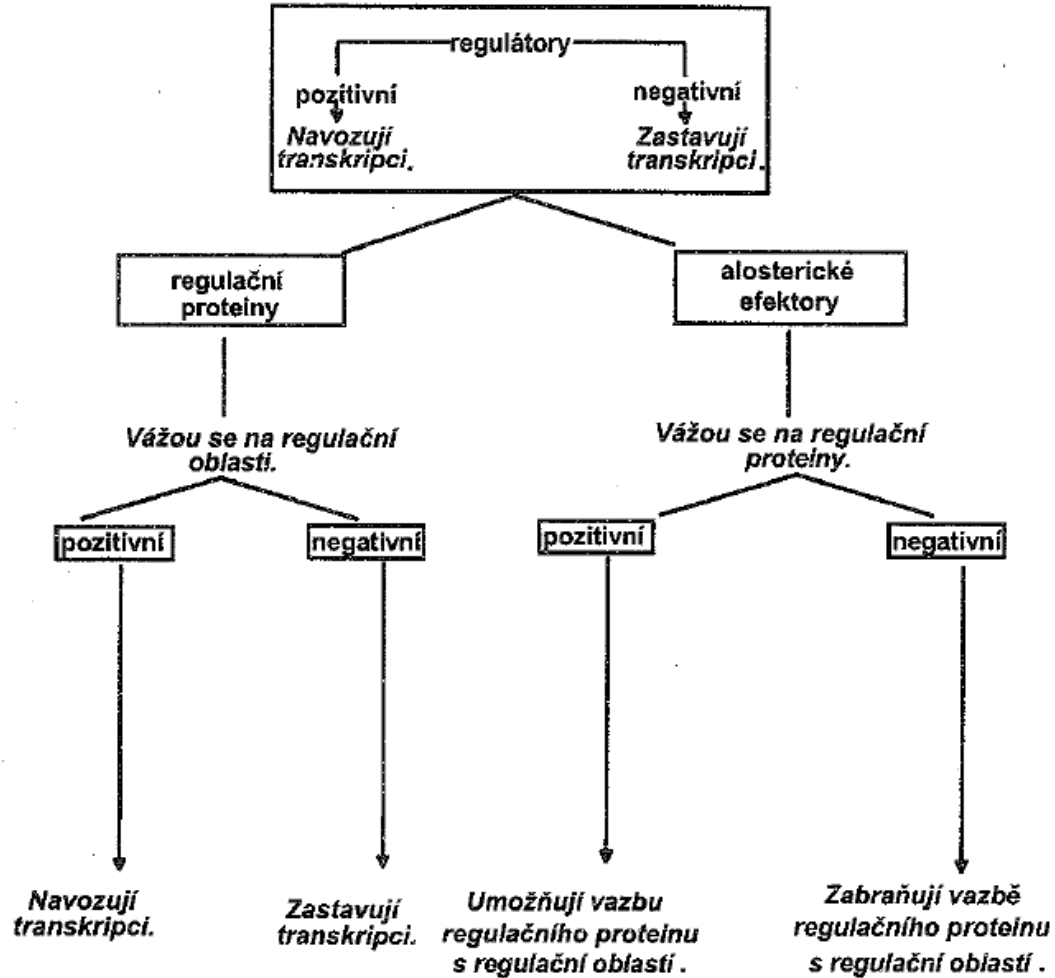 regulátory
pozitivní
negativní
Navozují
transkripci.
Zastavují
transkripci.
regulační
proteiny
alosterické
efektory
Vážou se na regulační
oblasti.
Vážou se na regulační
proteiny.
pozitivní
negativní
pozitivní
negativní
Navozují
transkripci.
Zastavují
transkripci.
Umožňují vazbu
regulačního proteinu
s regulační oblastí .
Zabraňují vazbě
regulačního proteinu
s regulační oblastí .